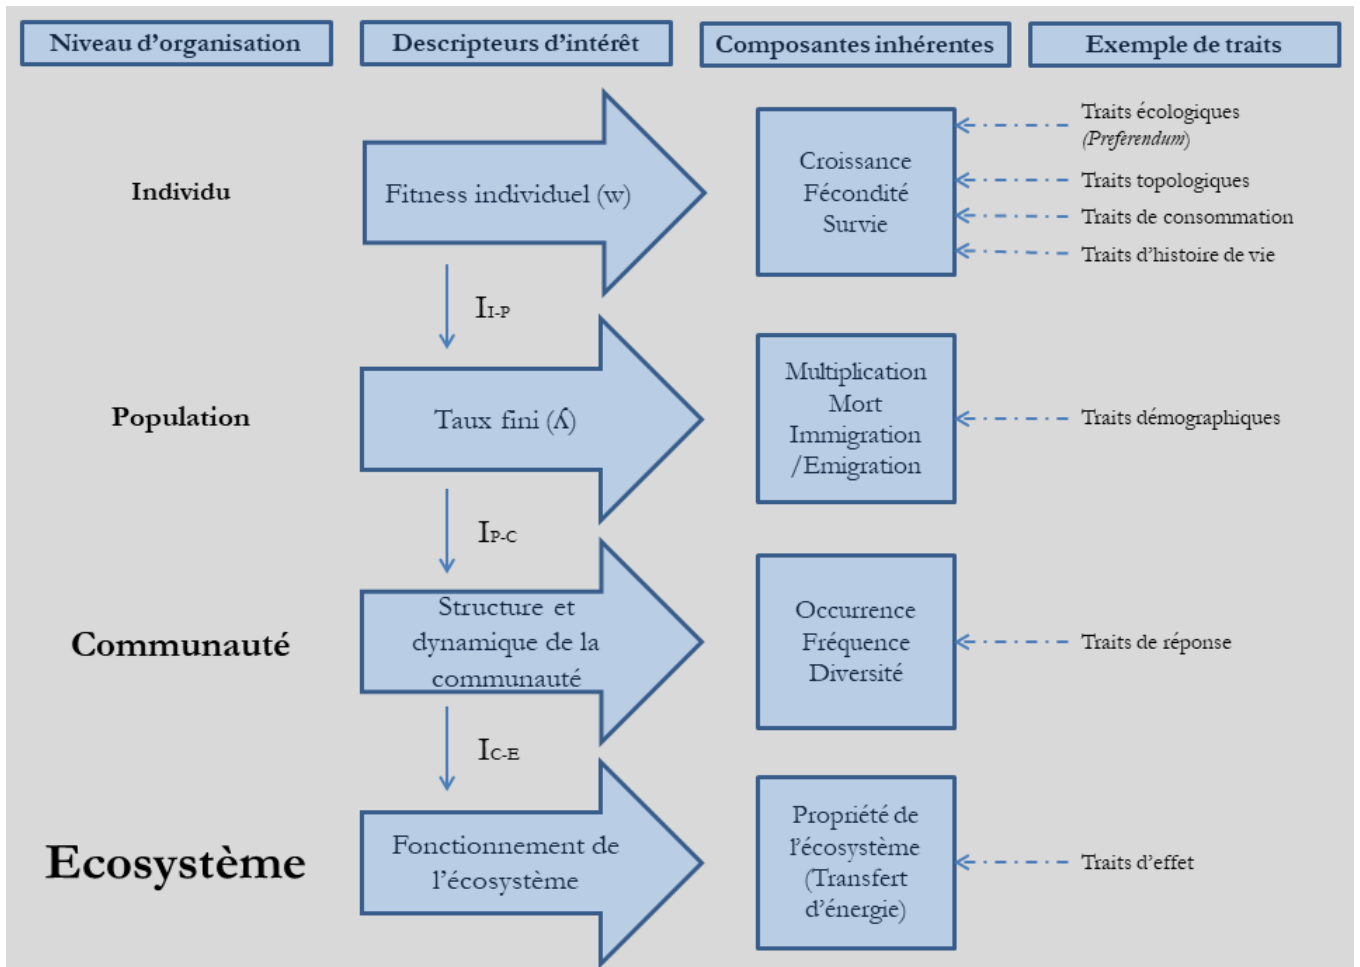 Niveau d'organisation
Descripteurs d'intérêt
Composantes inhérentes
Exemple de traits
Individu
Fitness individuel (w)
Croissance
Fécondité
Survie
Traits écologiques
(Preferendum)
Traits topologiques
Traits de consommation
Traits d'histoire de vie
II-P
Population
Taux fini (ʎ)
Multiplication
Mort
Immigration
/Emigration
Traits démographiques
IP-C
Communauté
Structure et
dynamique de la
communauté
Occurrence
Fréquence
Diversité
Traits de réponse
IC-E
Ecosystème
Fonctionnement de
l'écosystème
Propriété de
l'écosystème
(Transfert
d'énergie)
Traits d'effet